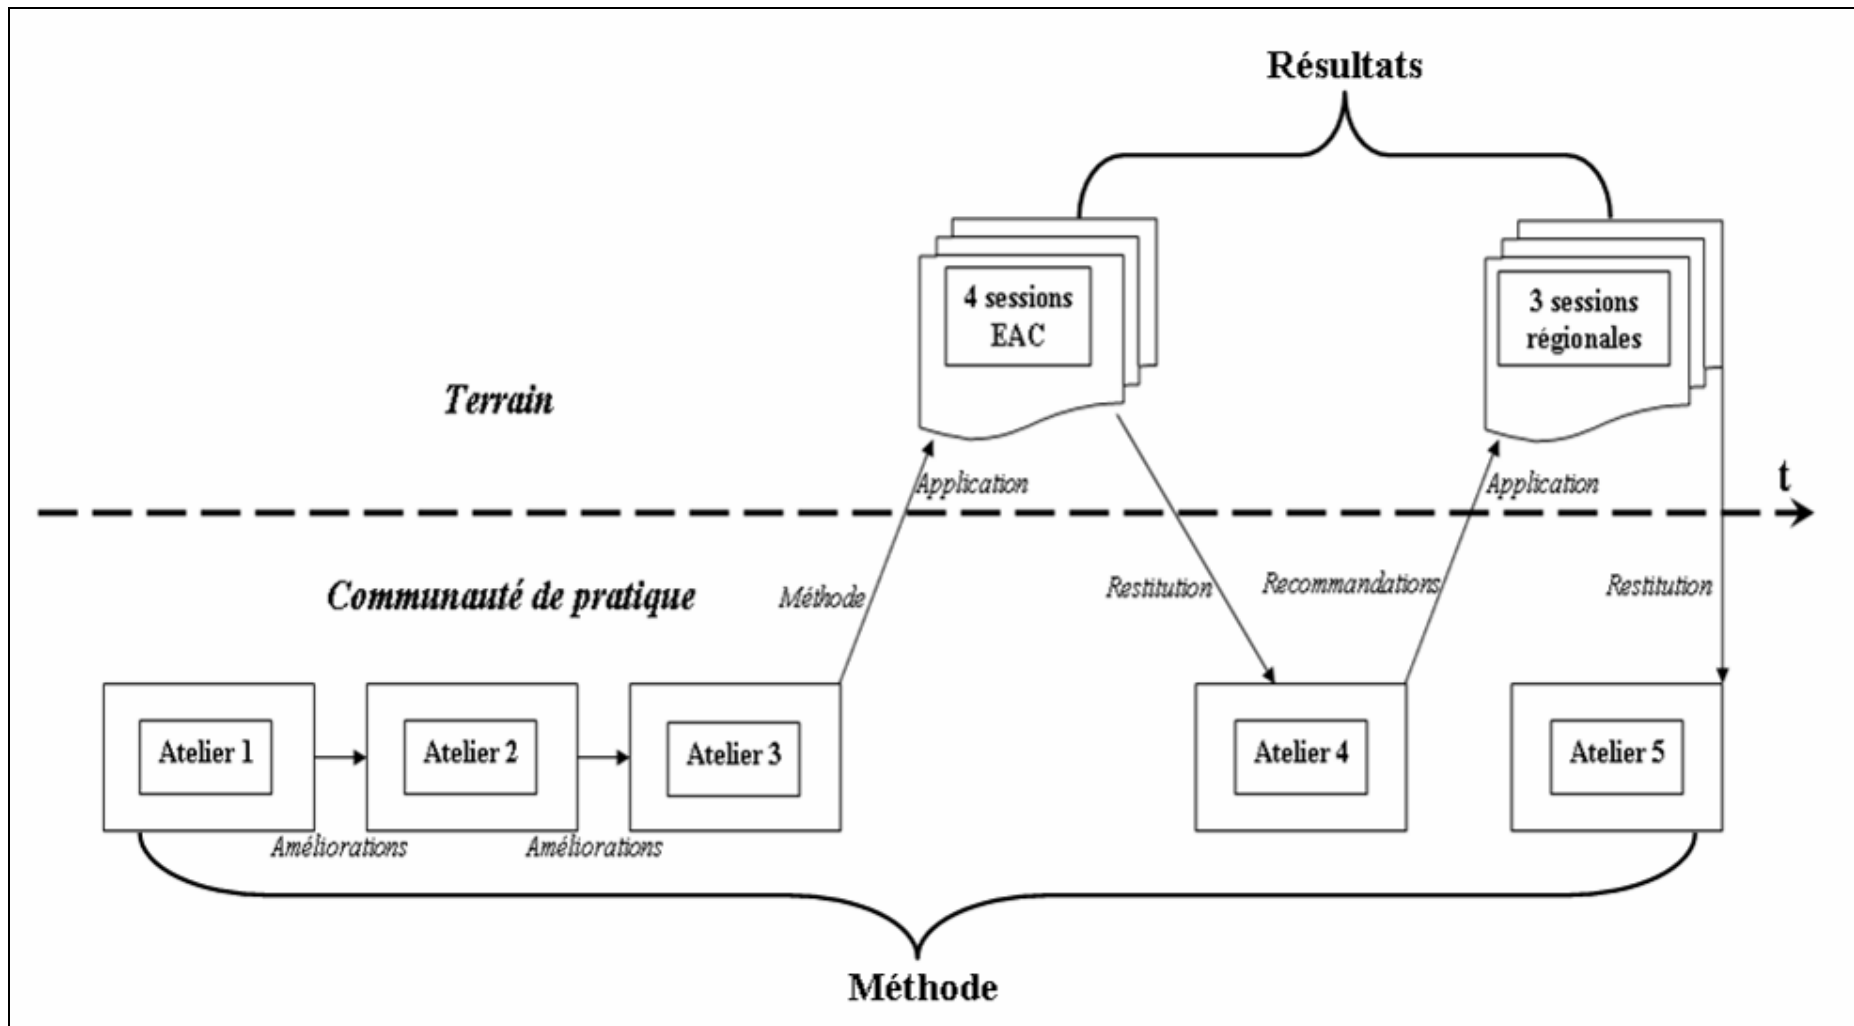 Résultats
4 sessions
EAC
3 sessions
régionales
Terrain
Application
Application
t
Communauté de pratique
Méthode
Restitution
Recommandations
Restitution
Atelier 1
Atelier 2
Atelier 3
Atelier 4
Atelier 5
Améliorations
Améliorations
Méthode